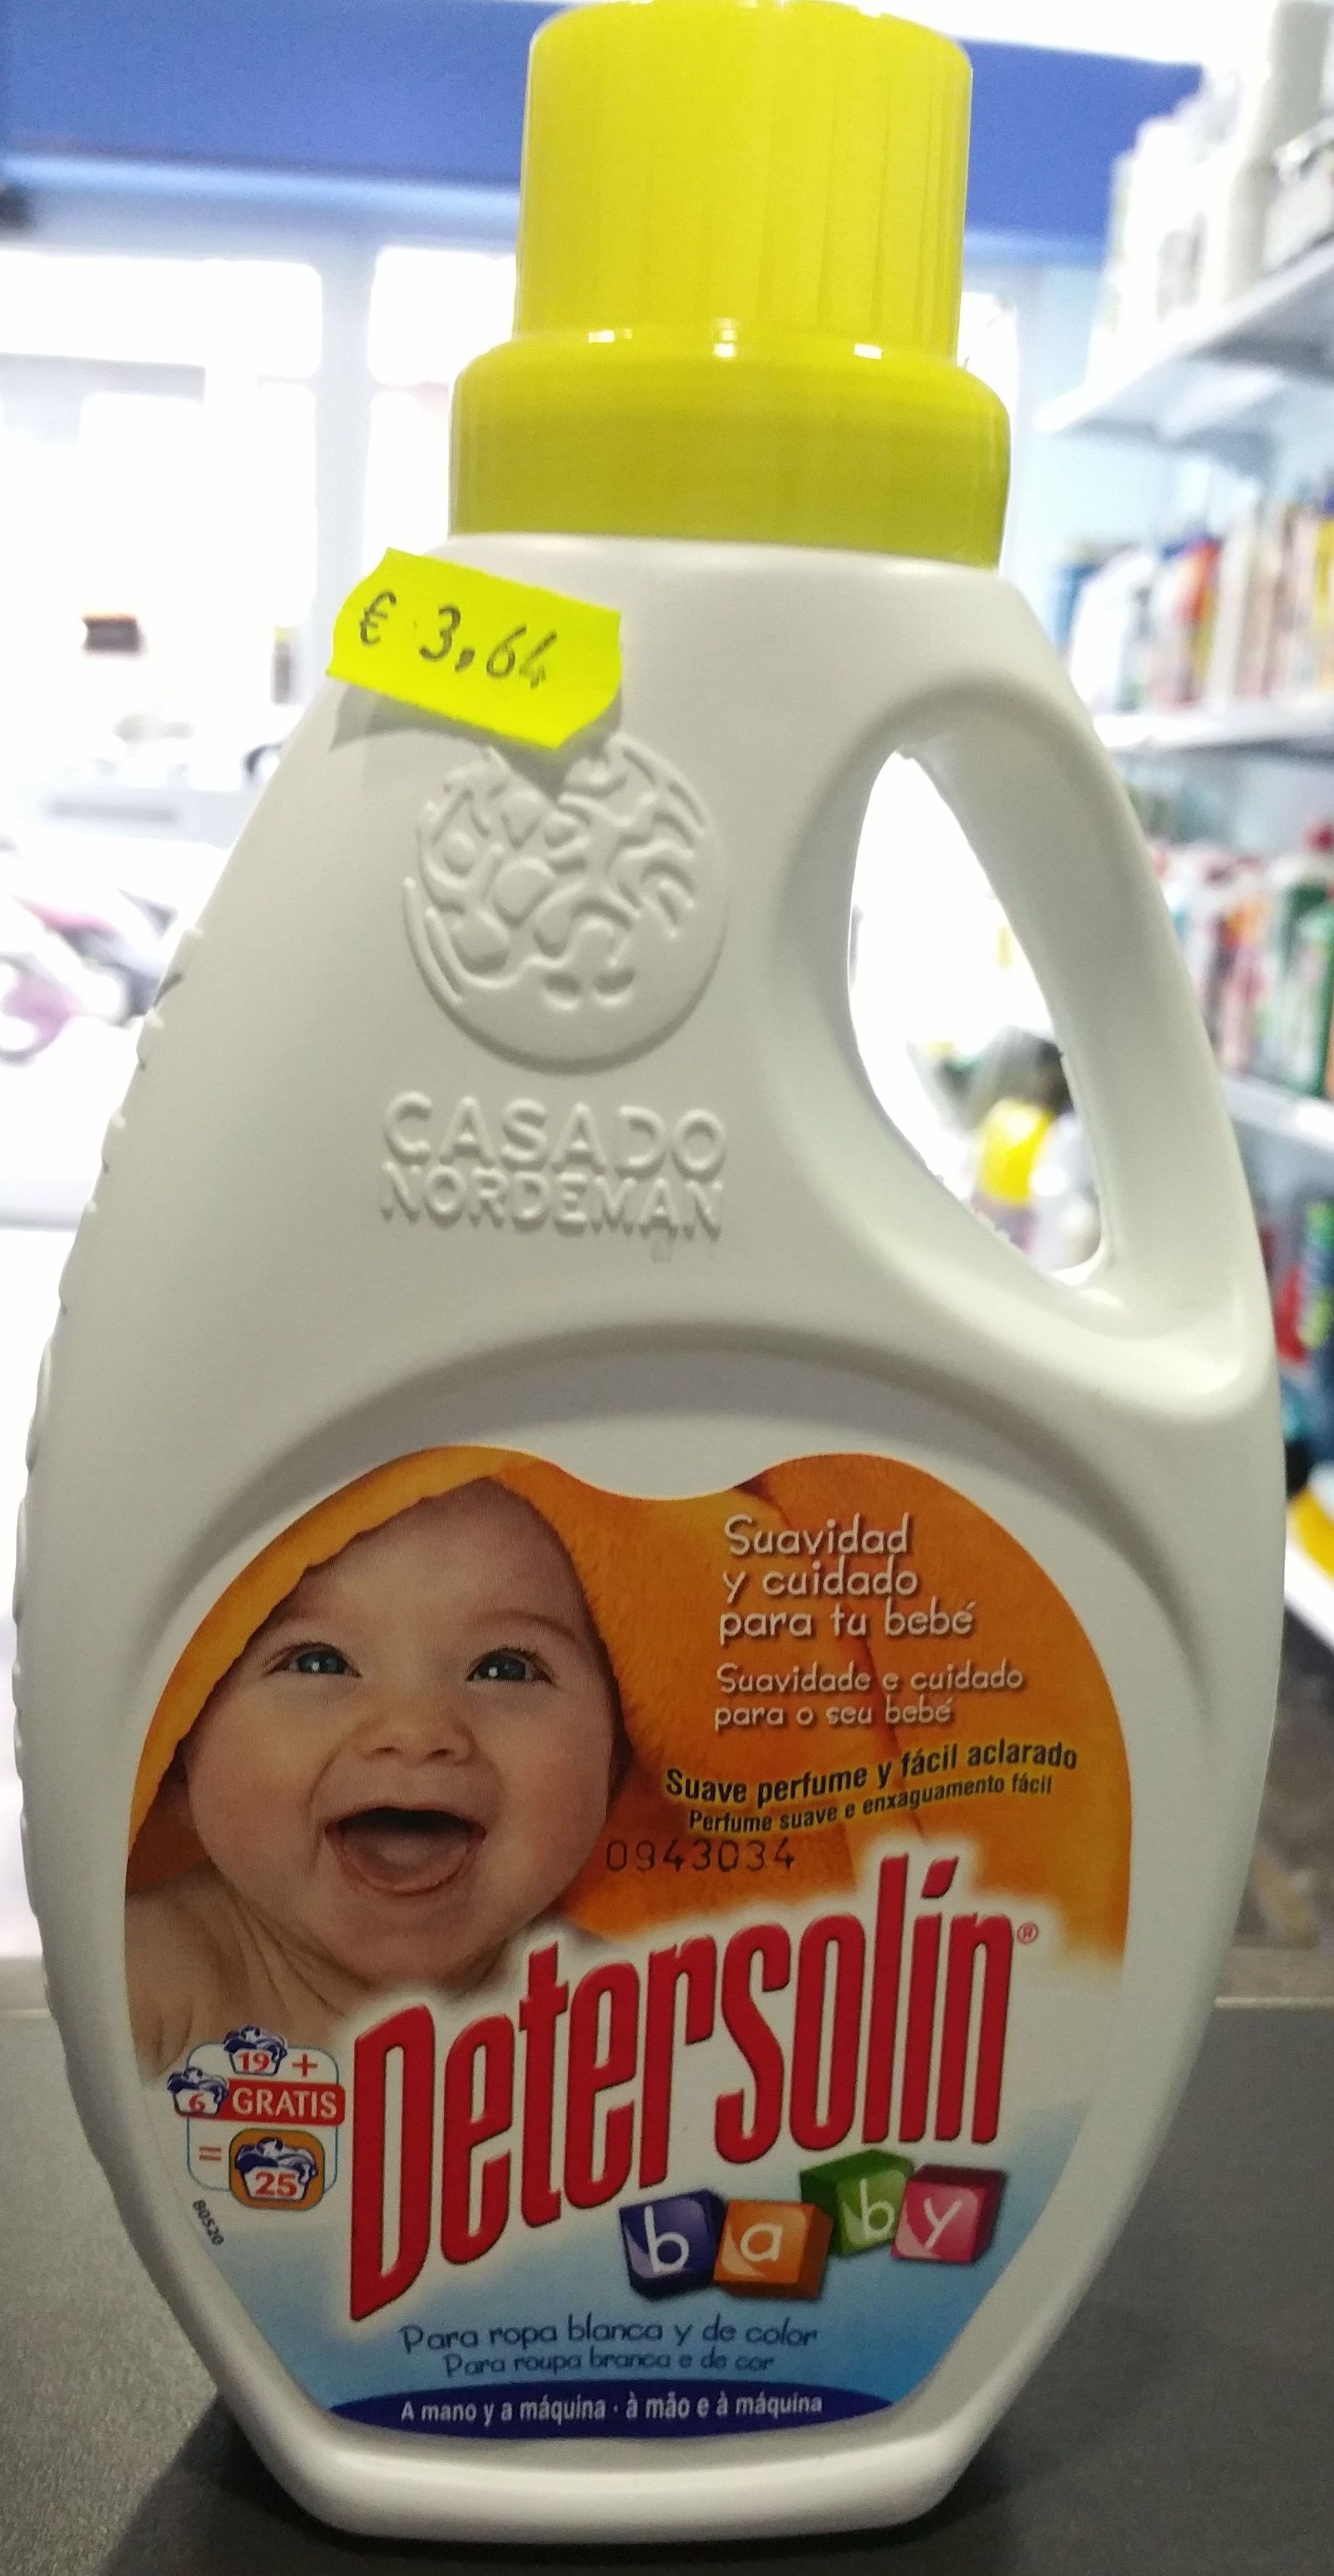 € 3,64
CASADO
NORDEMAN
Suavidad
y cuidado
para tu bebé
Suavidade e cuidado
para o seu bebé
Suave perfume y fácil aclarado
Perfume suave e enxaguamento fácil
0943034
Detersolín®
baby
19 +
6 GRATIS
= 25
80520
Para ropa blanca y de color
Para roupa branca e de cor
A mano y a máquina · à mão e à máquina